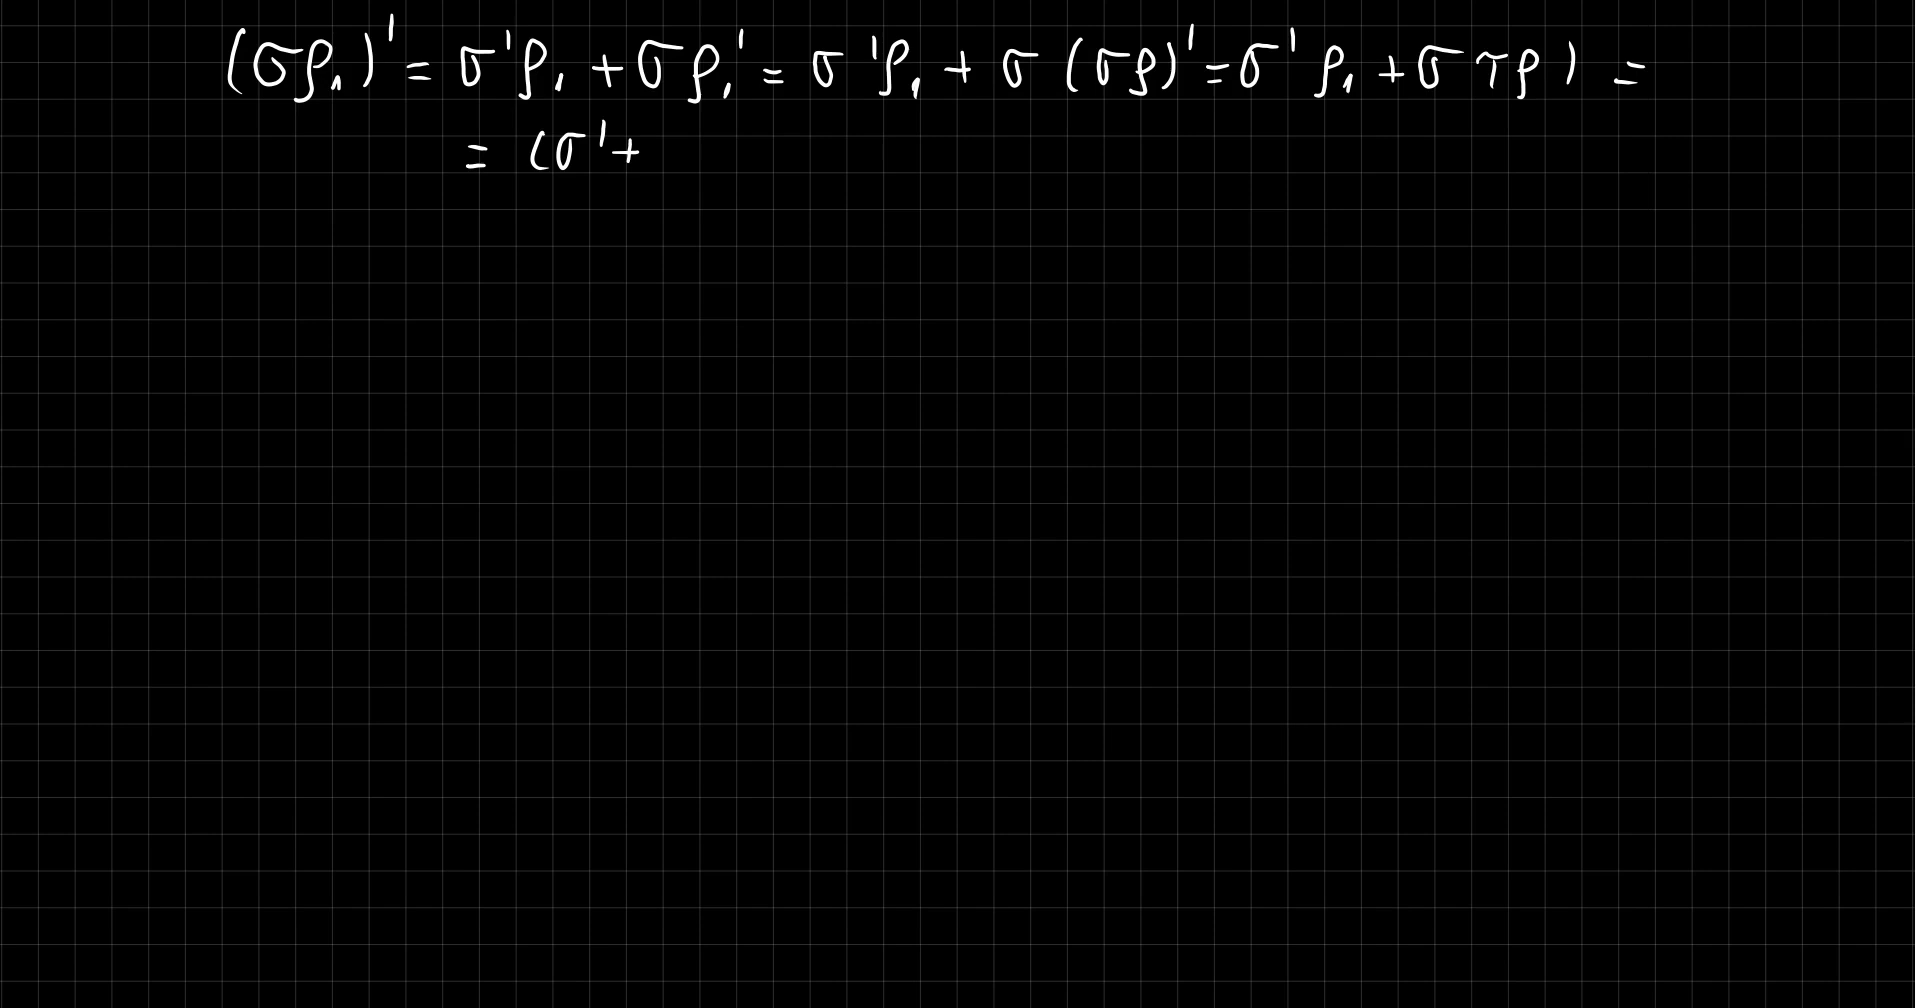 (σρ₁)' = σ'ρ₁ + σρ₁' = σ'ρ₁ + σ(σρ)' = σ'ρ₁ + στρ) =
= (σ' +